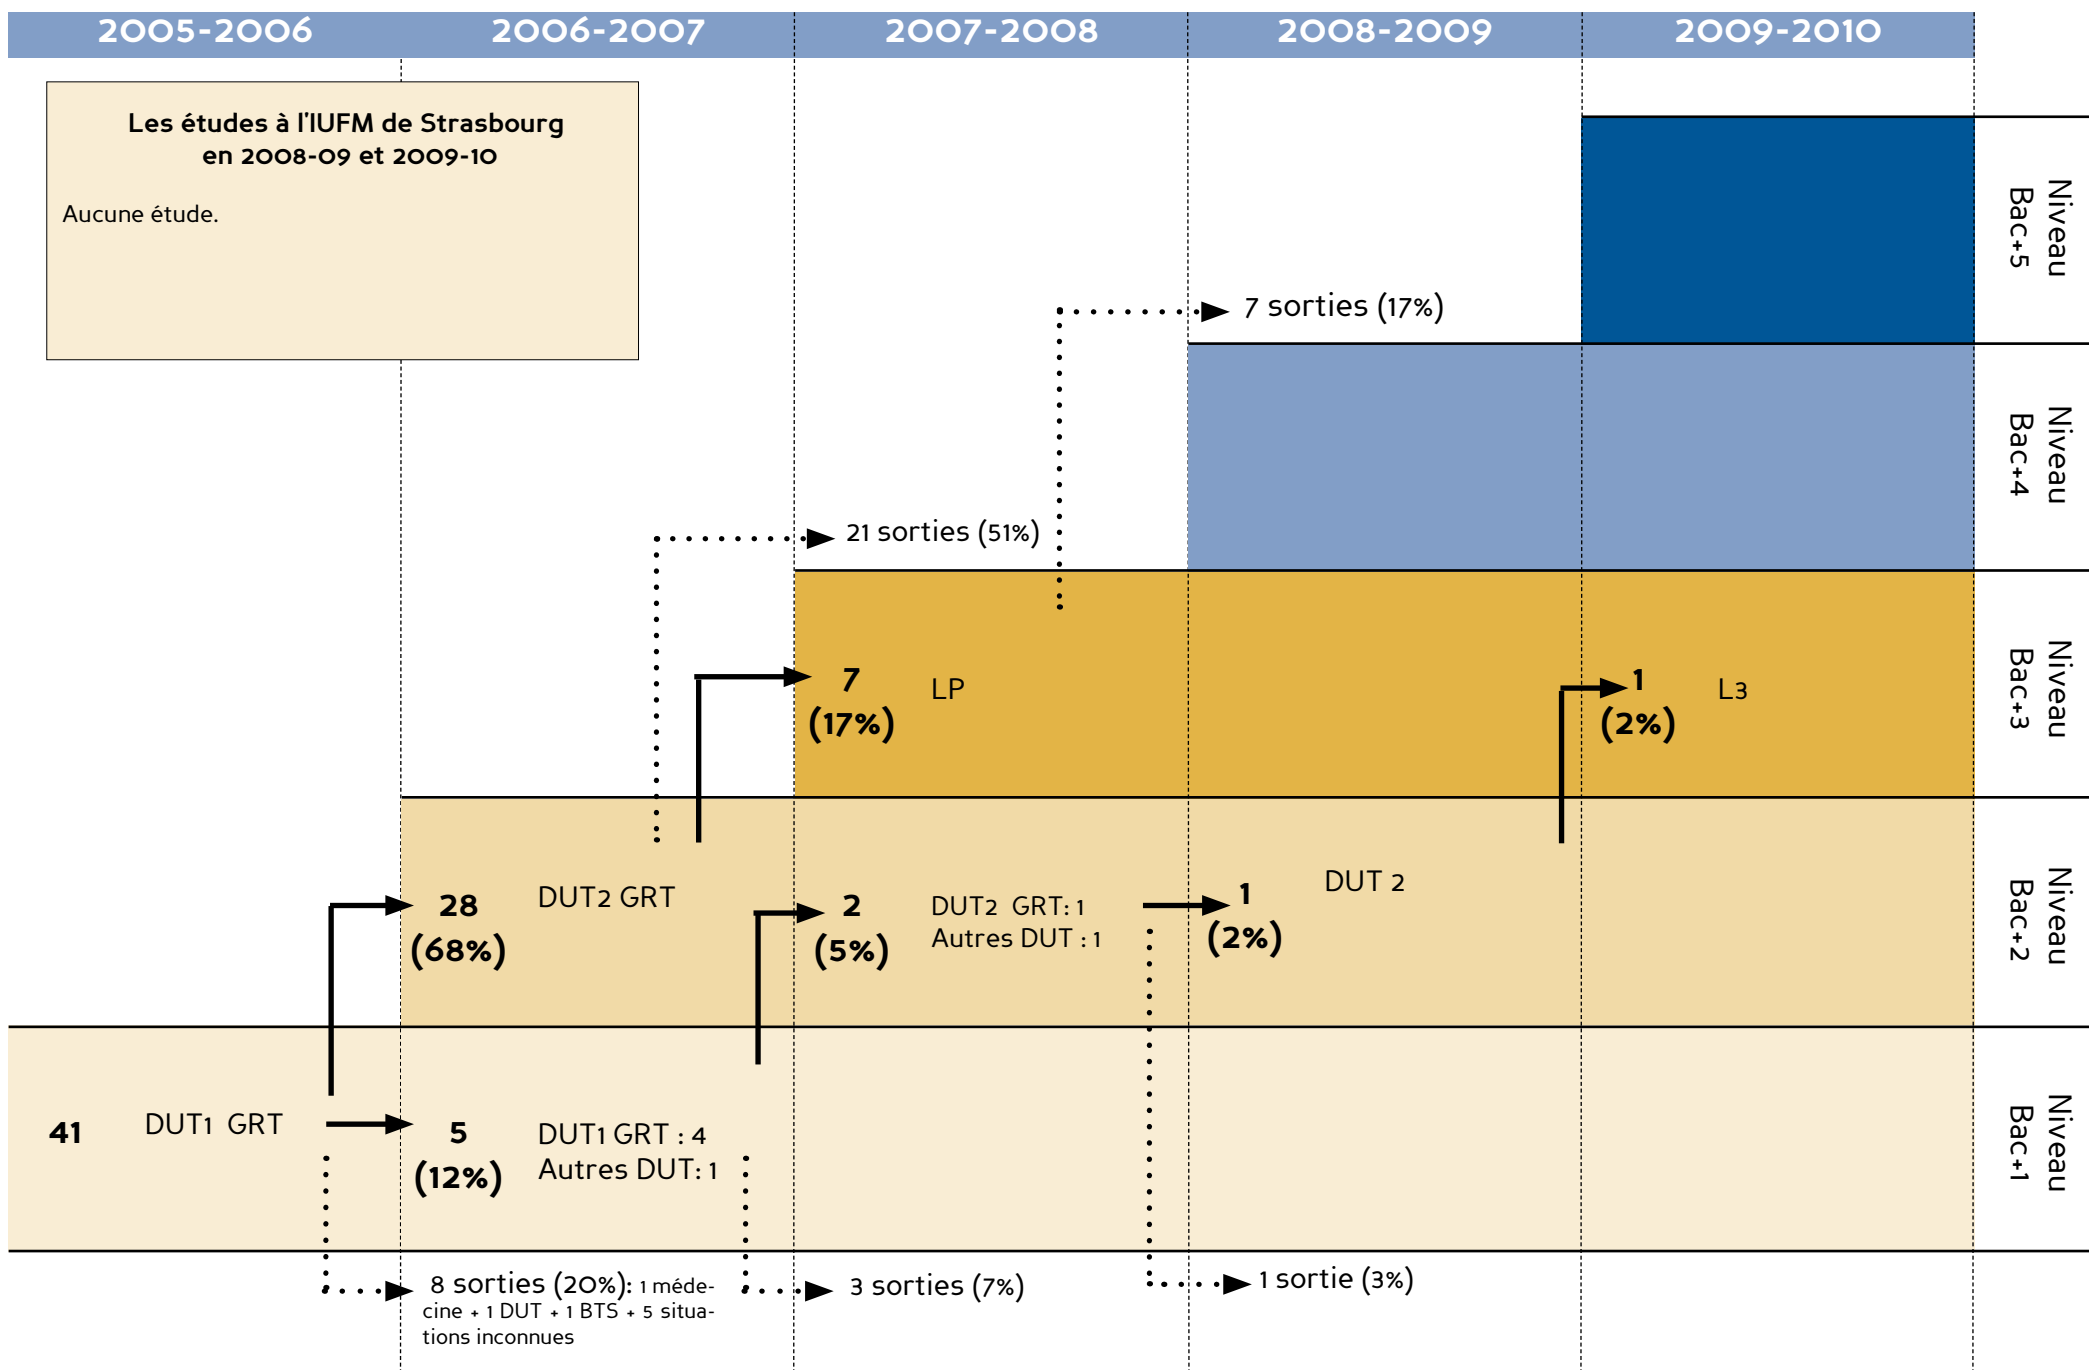 2005-2006
2006-2007
2007-2008
2008-2009
2009-2010
Les études à l'IUFM de Strasbourg
en 2008-09 et 2009-10
Aucune étude.
Niveau
Bac+5
7 sorties (17%)
Niveau
Bac+4
21 sorties (51%)
7
(17%)
LP
1
(2%)
L3
Niveau
Bac+3
28
(68%)
DUT2 GRT
2
(5%)
DUT2 GRT: 1
Autres DUT : 1
1
(2%)
DUT 2
Niveau
Bac+2
41
DUT1 GRT
5
(12%)
DUT1 GRT : 4
Autres DUT: 1
Niveau
Bac+1
8 sorties (20%): 1 méde-
cine + 1 DUT + 1 BTS + 5 situa-
tions inconnues
3 sorties (7%)
1 sortie (3%)